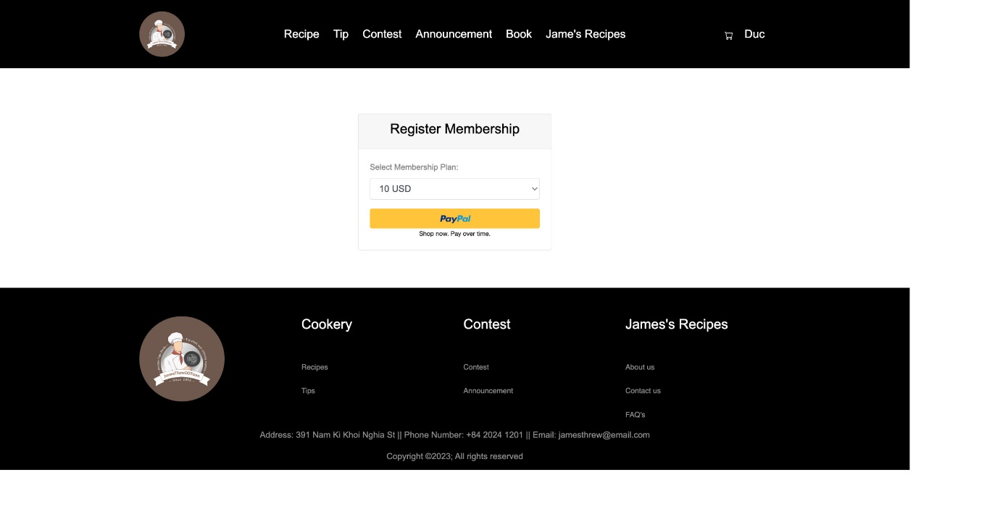 Recipe Tip Contest Announcement Book Jame's Recipes Duc
Register Membership
Select Membership Plan:
10 USD
PayPal
Shop now. Pay over time.
Cookery Contest James's Recipes
Recipes Contest About us
Tips Announcement Contact us
FAQ's
Address: 391 Nam Ki Khoi Nghia St || Phone Number: +84 2024 1201 || Email: jamesthrew@email.com
Copyright ©2023; All rights reserved